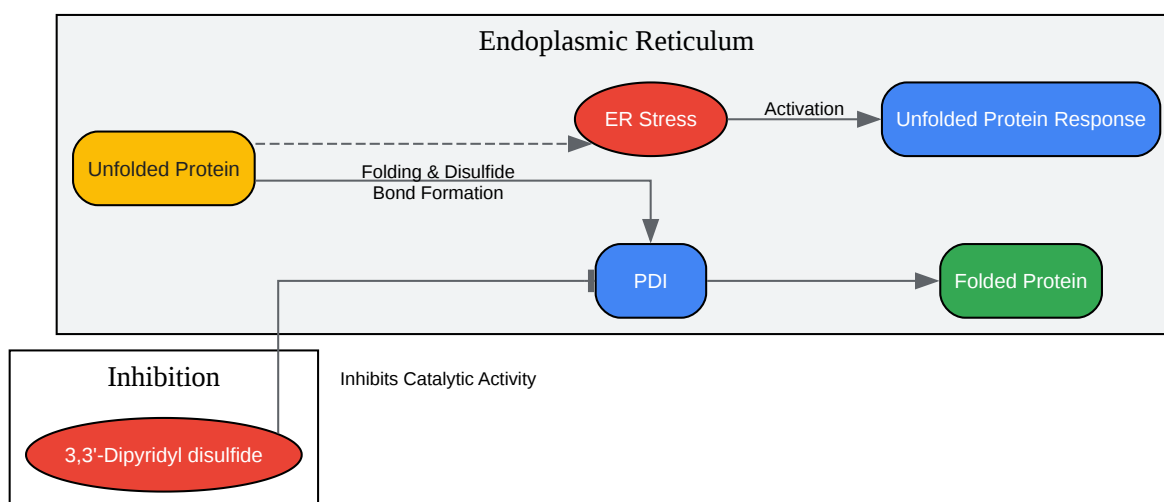 Endoplasmic Reticulum
ER Stress
Activation
Unfolded Protein Response
Unfolded Protein
Folding & Disulfide
Bond Formation
PDI
Folded Protein
Inhibition
Inhibits Catalytic Activity
3,3'-Dipyridyl disulfide